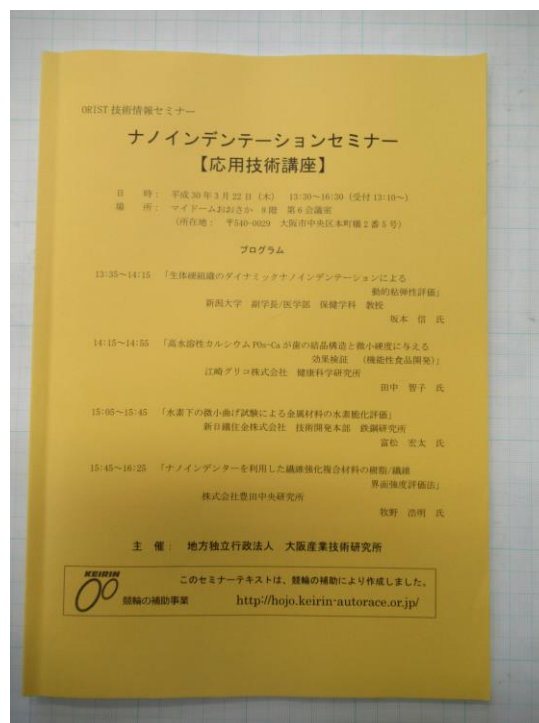 ORIST 技術情報セミナー
ナノインデンテーションセミナー
【応用技術講座】
日　時：　平成 30 年 3 月 22 日（木）　13:30～16:30（受付 13:10～）
場　所：　マイドームおおさか　8 階　第 6 会議室
（所在地：　〒540-0029　大阪市中央区本町橋 2 番 5 号）
プログラム
13:35～14:15　「生体硬組織のダイナミックナノインデンテーションによる
動的粘弾性評価」
新潟大学　副学長/医学部　保健学科　教授
坂本　信　氏
14:15～14:55　「高水溶性カルシウム POs-Ca が歯の結晶構造と微小硬度に与える
効果検証　（機能性食品開発）」
江崎グリコ株式会社　健康科学研究所
田中　智子　氏
15:05～15:45　「水素下の微小曲げ試験による金属材料の水素脆化評価」
新日鐵住金株式会社　技術開発本部　鉄鋼研究所
富松　宏太　氏
15:45～16:25　「ナノインデンターを利用した繊維強化複合材料の樹脂/繊維
界面強度評価法」
株式会社豊田中央研究所
牧野　浩明　氏
主　催：　地方独立行政法人　大阪産業技術研究所
KEIRIN
このセミナーテキストは、競輪の補助により作成しました。
競輪の補助事業　http://hojo.keirin-autorace.or.jp/